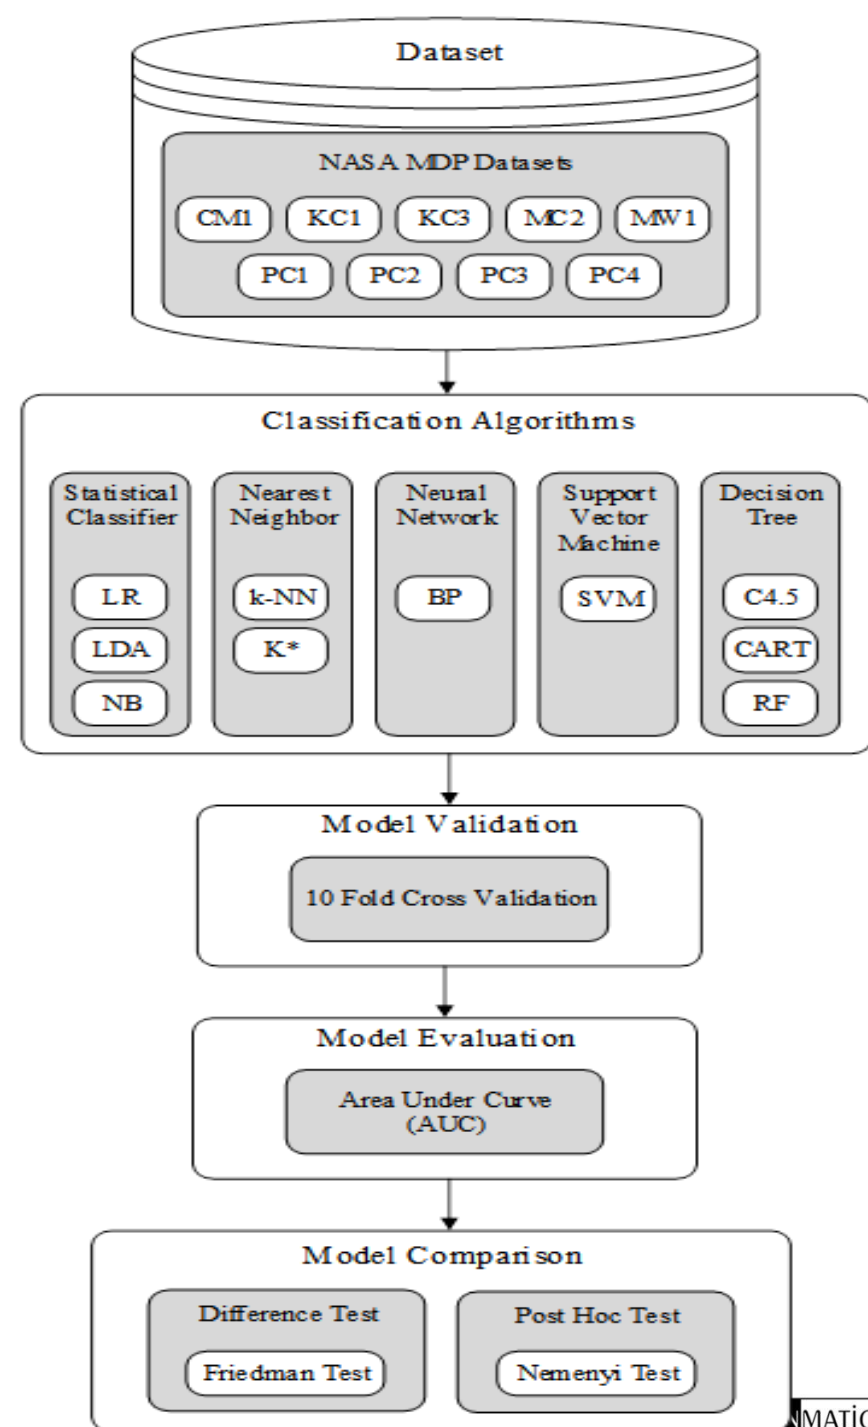 Dataset
NASA MDP Datasets
CM1 KC1 KC3 MC2 MW1
PC1 PC2 PC3 PC4
Classification Algorithms
Statistical
Classifier
LR
LDA
NB
Nearest
Neighbor
k-NN
K*
Neural
Network
BP
Support
Vector
Machine
SVM
Decision
Tree
C4.5
CART
RF
Model Validation
10 Fold Cross Validation
Model Evaluation
Area Under Curve
(AUC)
Model Comparison
Difference Test
Friedman Test
Post Hoc Test
Nemenyi Test